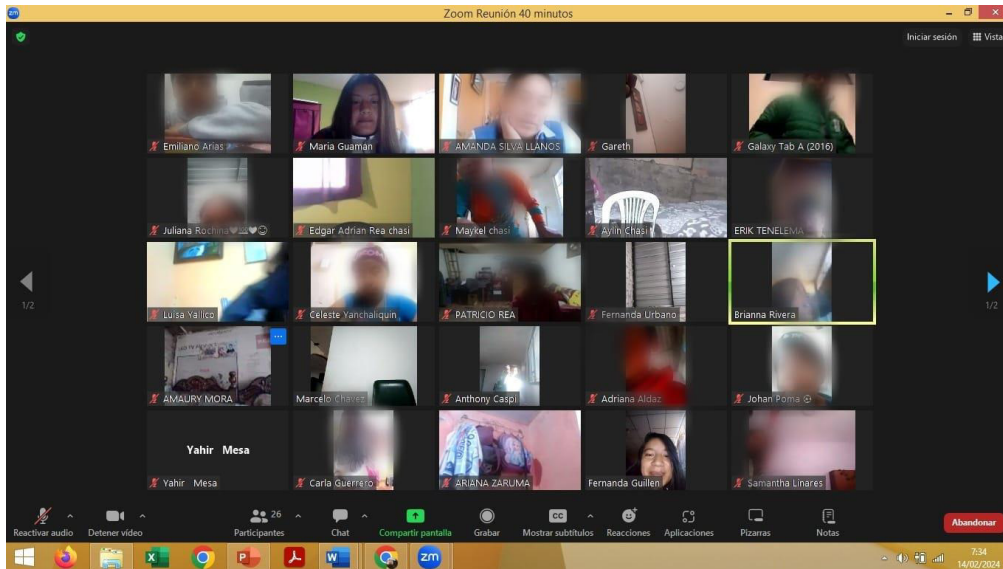 zm Zoom Reunión 40 minutos
Iniciar sesión Vista
Emiliano Arias
Maria Guaman
AMANDA SILVA LLANOS
Gareth
Galaxy Tab A (2016)
Juliana Rochina
Edgar Adrian Rea chasi
Maykel chasi
Aylin Chasi
ERIK TENELEMA
Luisa Yallico
Celeste Yanchaliquin
PATRICIO REA
Fernanda Urbano
Brianna Rivera
1/2
1/2
AMAURY MORA
Marcelo Chavez
Anthony Caspi
Adriana Aldaz
Johan Poma
Yahir Mesa
Yahir Mesa
Carla Guerrero
ARIANA ZARUMA
Fernanda Guillen
Samantha Linares
26
Reactivar audio Detener video Participantes Chat Compartir pantalla Grabar Mostrar subtítulos Reacciones Aplicaciones Pizarras Notas
CC
Abandonar
zm
7:34
14/02/2024